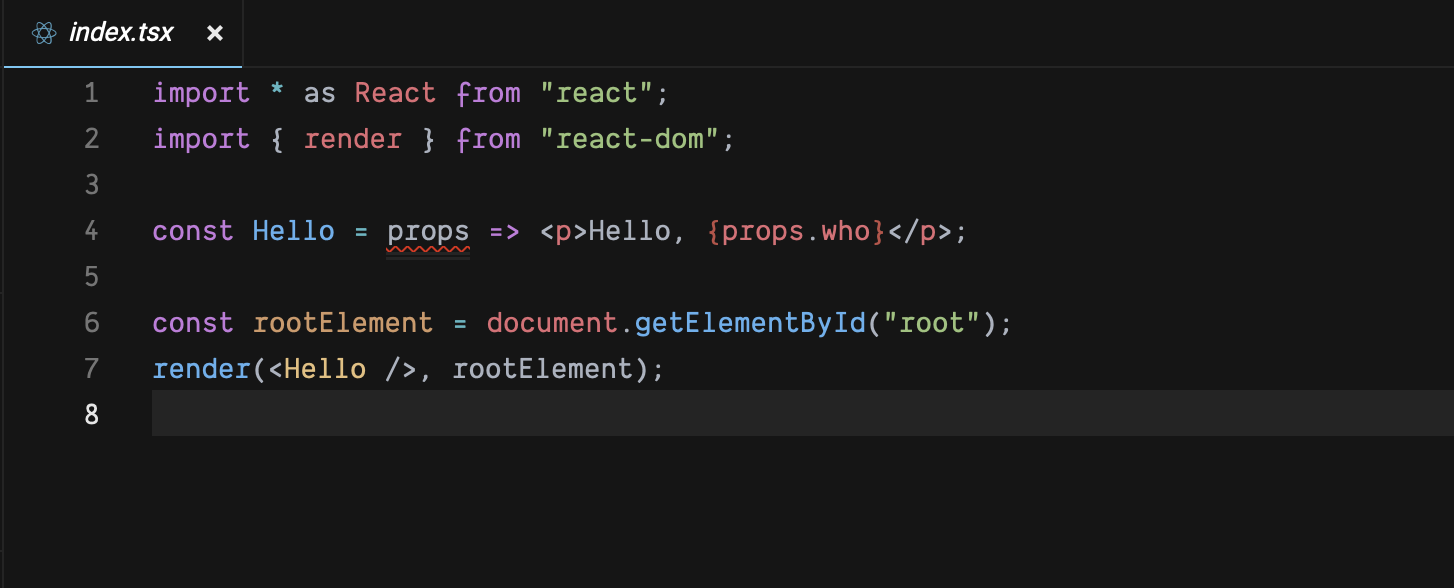 index.tsx ×
1 import * as React from "react";
2 import { render } from "react-dom";
3
4 const Hello = props => <p>Hello, {props.who}</p>;
5
6 const rootElement = document.getElementById("root");
7 render(<Hello />, rootElement);
8